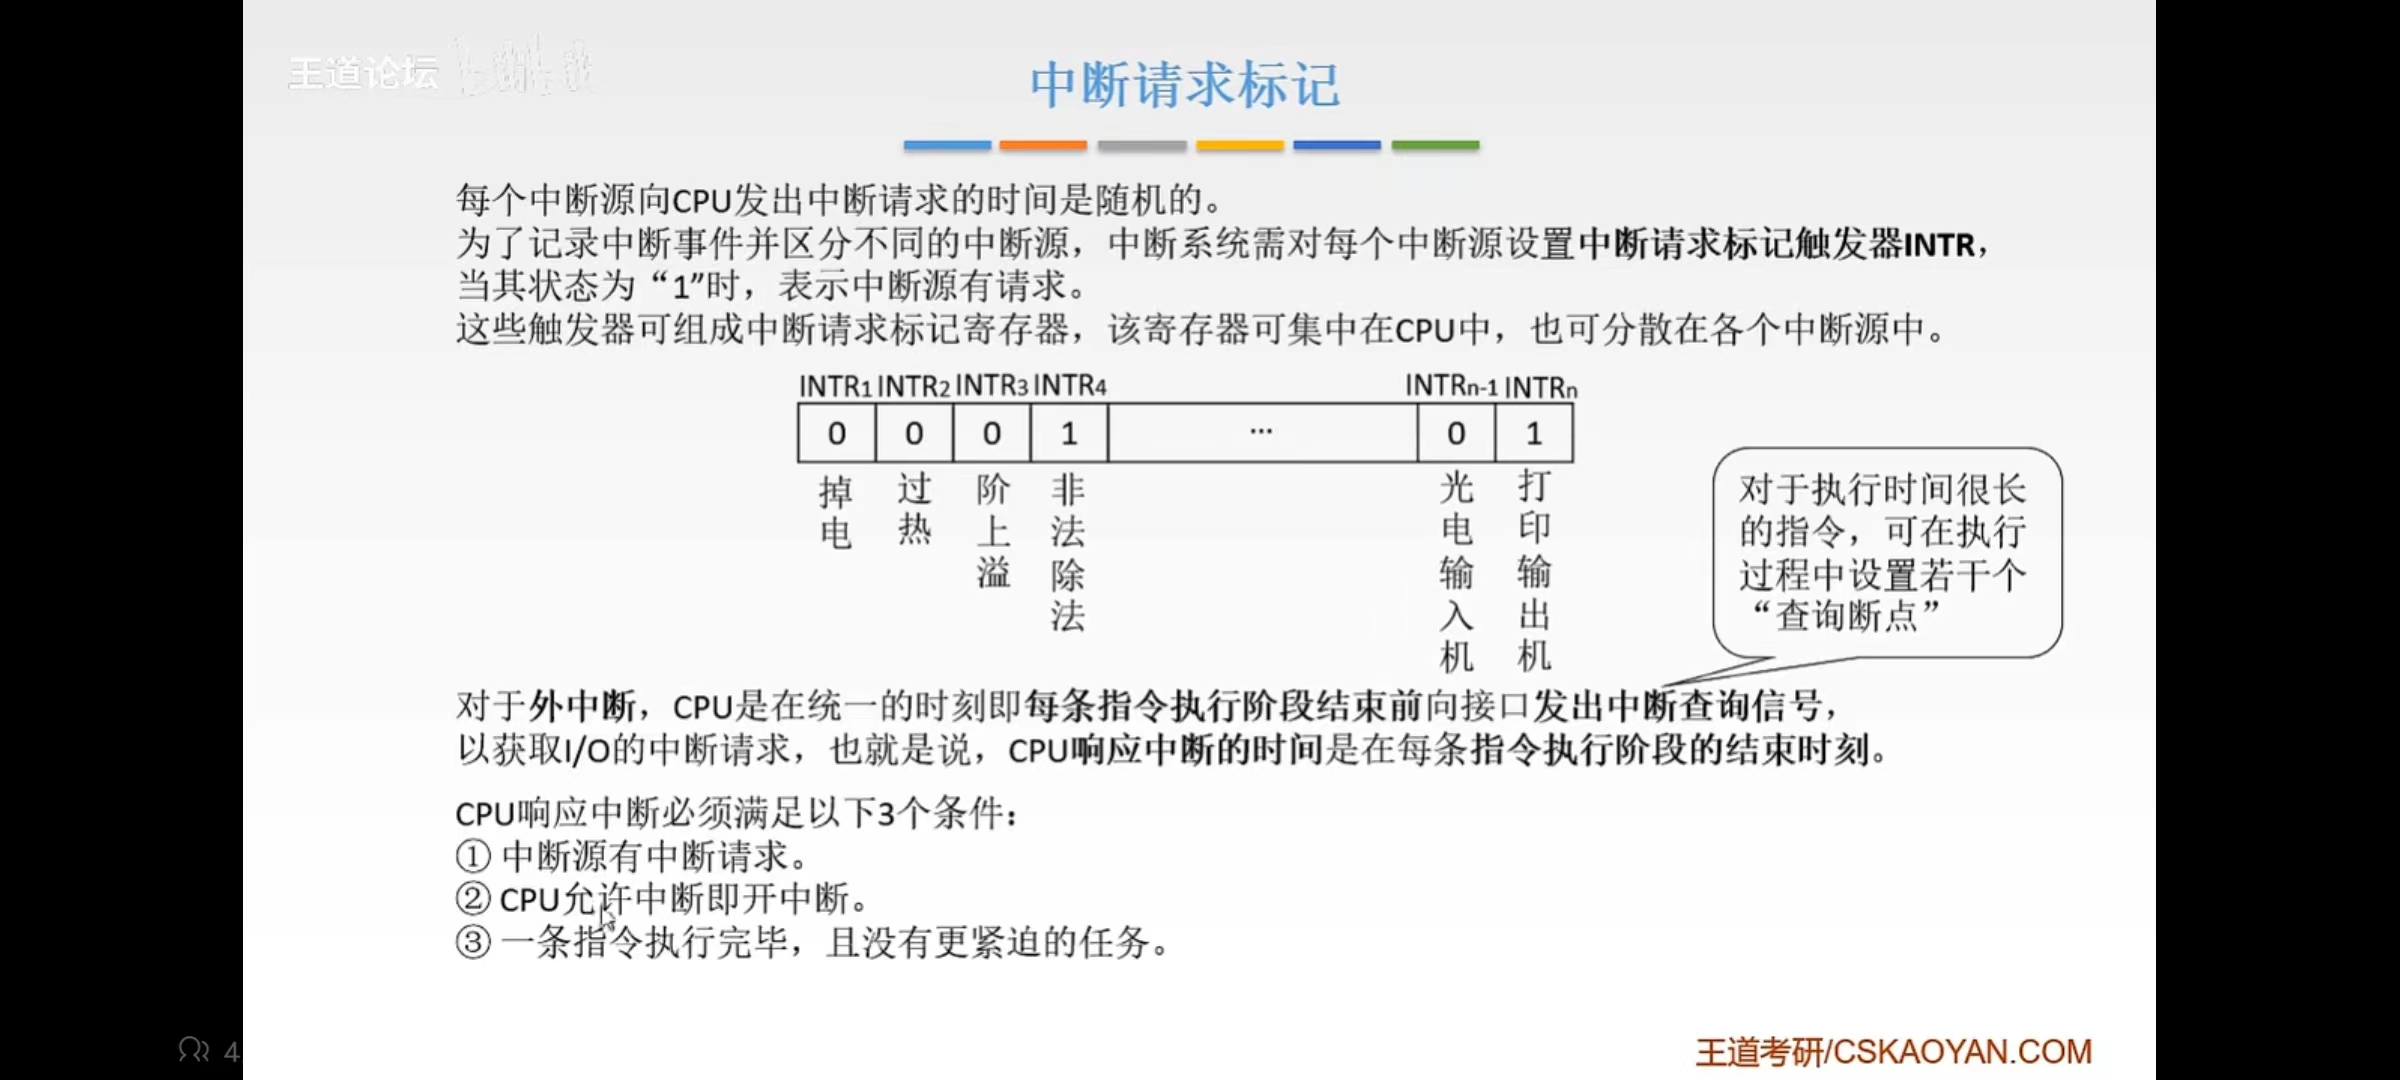 王道论坛
中断请求标记
每个中断源向CPU发出中断请求的时间是随机的。
为了记录中断事件并区分不同的中断源，中断系统需对每个中断源设置中断请求标记触发器INTR，
当其状态为“1”时，表示中断源有请求。
这些触发器可组成中断请求标记寄存器，该寄存器可集中在CPU中，也可分散在各个中断源中。
INTR1 INTR2 INTR3 INTR4 INTRn-1 INTRn
0 0 0 1 ... 0 1
掉电
过热
阶上溢
非法除法
光电输入机
打印输出机
对于执行时间很长
的指令，可在执行
过程中设置若干个
“查询断点”
对于外中断，CPU是在统一的时刻即每条指令执行阶段结束前向接口发出中断查询信号，
以获取I/O的中断请求，也就是说，CPU响应中断的时间是在每条指令执行阶段的结束时刻。
CPU响应中断必须满足以下3个条件：
① 中断源有中断请求。
② CPU允许中断即开中断。
③ 一条指令执行完毕，且没有更紧迫的任务。
4
王道考研/CSKAOYAN.COM